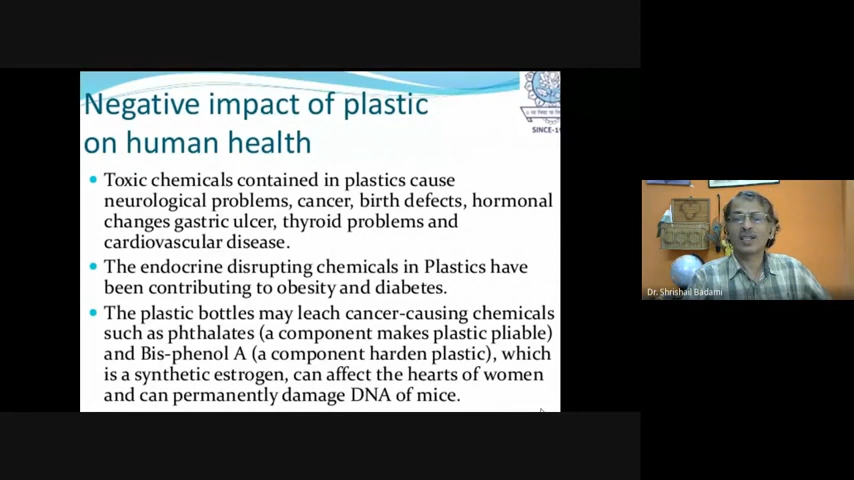 Negative impact of plastic
on human health
SINCE-19
• Toxic chemicals contained in plastics cause
neurological problems, cancer, birth defects, hormonal
changes gastric ulcer, thyroid problems and
cardiovascular disease.
• The endocrine disrupting chemicals in Plastics have
been contributing to obesity and diabetes.
• The plastic bottles may leach cancer-causing chemicals
such as phthalates (a component makes plastic pliable)
and Bis-phenol A (a component harden plastic), which
is a synthetic estrogen, can affect the hearts of women
and can permanently damage DNA of mice.
Dr. Shrishail Badami